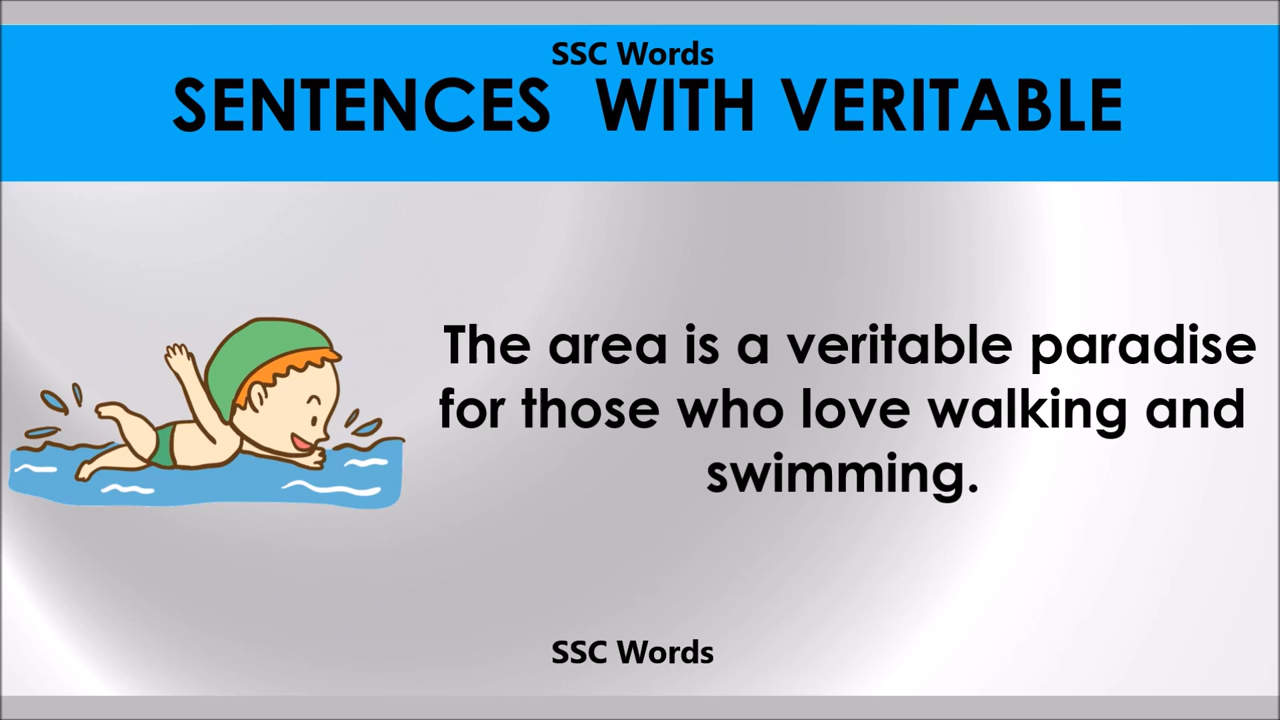 SSC Words
SENTENCES WITH VERITABLE
The area is a veritable paradise
for those who love walking and
swimming.
SSC Words